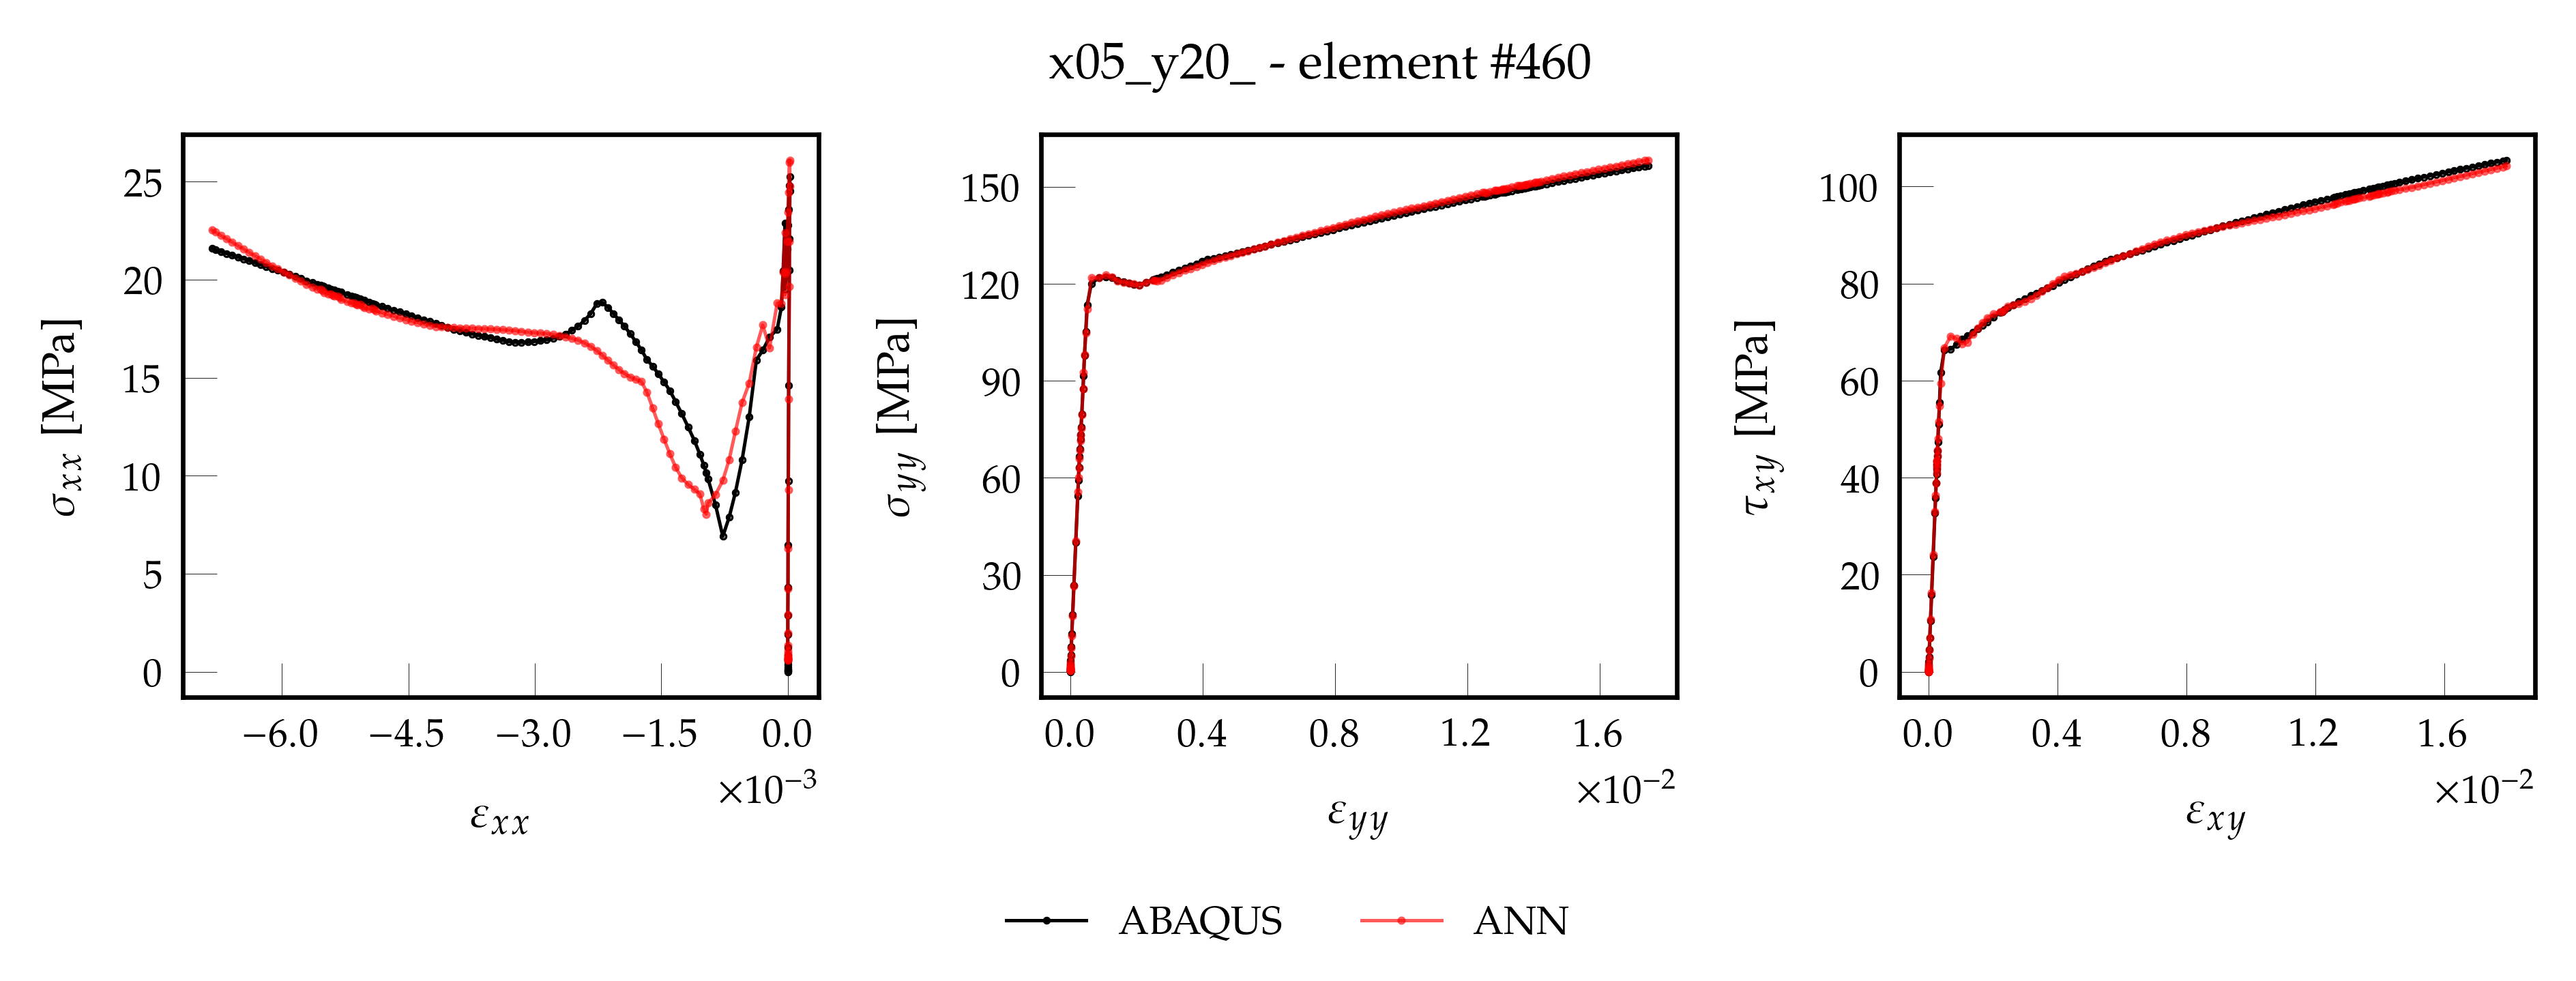 x05_y20_ - element #460
σxx [MPa]
25
20
15
10
5
0
−6.0 −4.5 −3.0 −1.5 0.0
×10−3
εxx
σyy [MPa]
150
120
90
60
30
0
0.0 0.4 0.8 1.2 1.6
×10−2
εyy
τxy [MPa]
100
80
60
40
20
0
0.0 0.4 0.8 1.2 1.6
×10−2
εxy
ABAQUS ANN